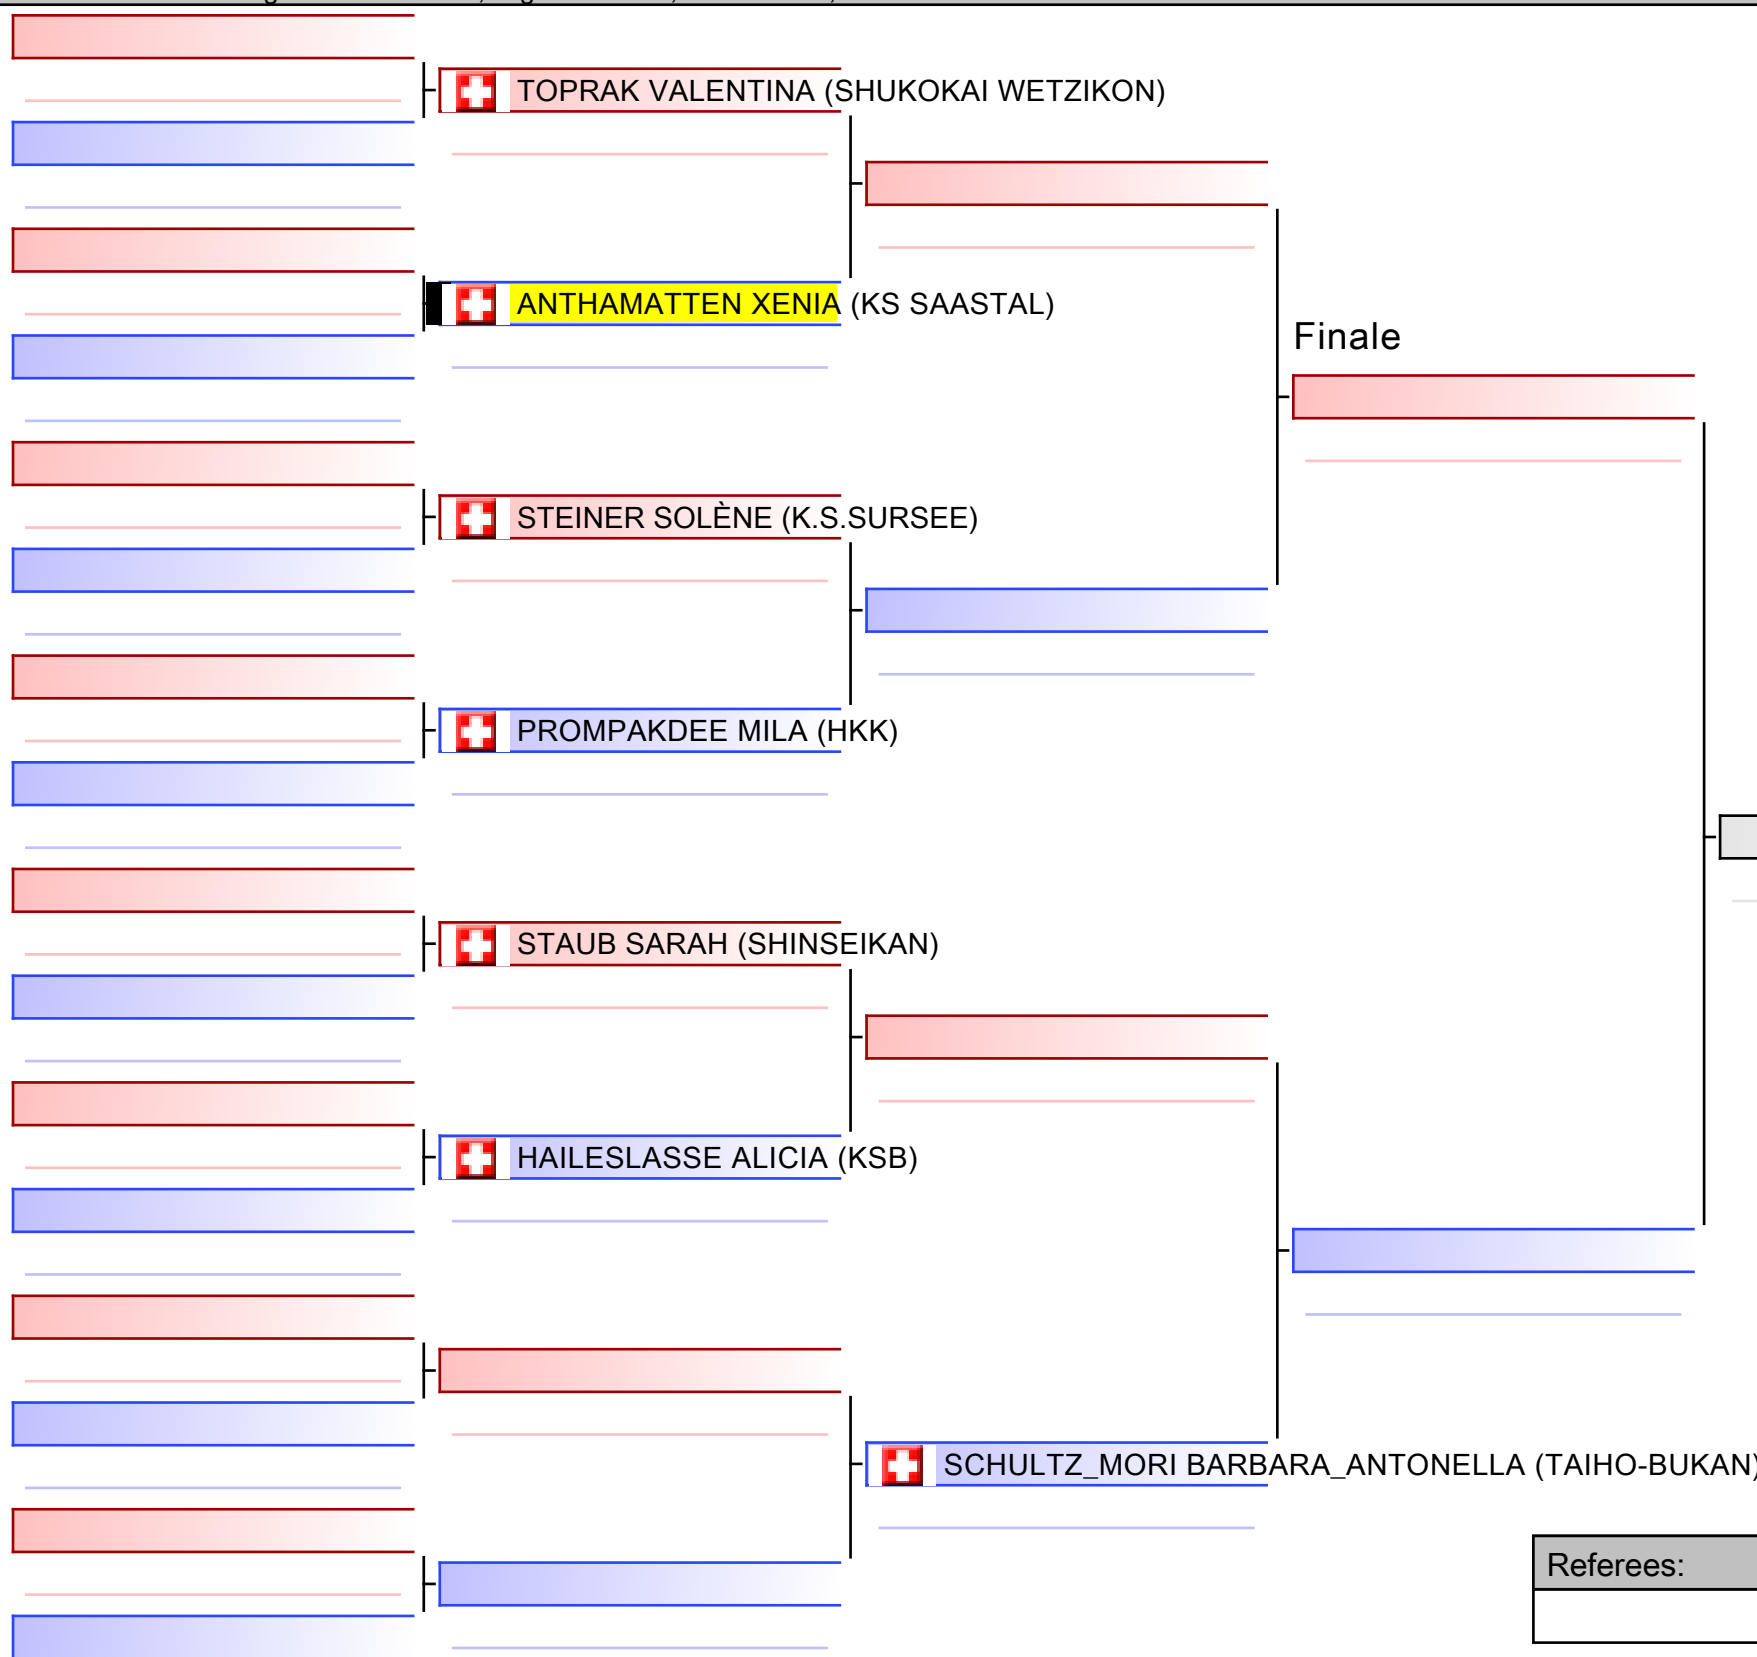 TOPRAK VALENTINA (SHUKOKAI WETZIKON)
ANTHAMATTEN XENIA (KS SAASTAL)
Finale
STEINER SOLÈNE (K.S.SURSEE)
PROMPAKDEE MILA (HKK)
STAUB SARAH (SHINSEIKAN)
HAILESLASSE ALICIA (KSB)
SCHULTZ_MORI BARBARA_ANTONELLA (TAIHO-BUKAN)
Referees: